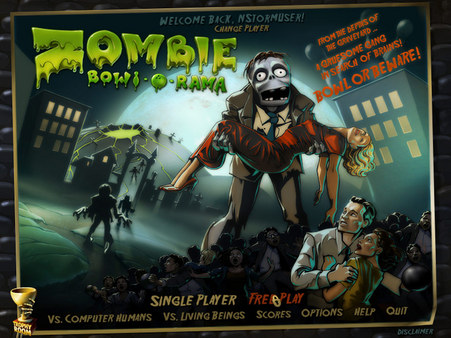 WELCOME BACK, NSTORMUSER!
CHANGE PLAYER
ZOMBIE
BOWL-O-RAMA
FROM THE DEPTHS OF
THE GRAVEYARD ...
A GRUESOME GANG
IN SEARCH OF BRAINS!
BOWL OR BEWARE!
SINGLE PLAYER
FREE PLAY
VS. COMPUTER HUMANS
VS. LIVING BEINGS
SCORES
OPTIONS
HELP
QUIT
TROPHY
ROOM
DISCLAIMER